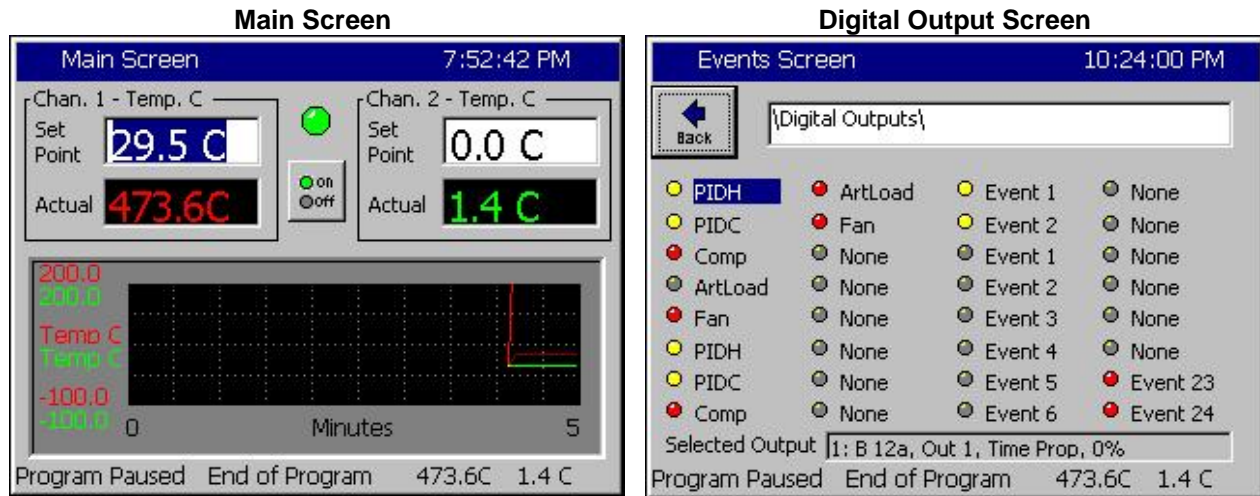 Main Screen
Main Screen 7:52:42 PM
Chan. 1 - Temp. C
Set Point 29.5 C
Actual 473.6C
on
off
Chan. 2 - Temp. C
Set Point 0.0 C
Actual 1.4 C
200.0
200.0
Temp C
Temp C
-100.0
-100.0
0 Minutes 5
Program Paused End of Program 473.6C 1.4 C
Digital Output Screen
Events Screen 10:24:00 PM
Back
\Digital Outputs\
PIDH ArtLoad Event 1 None
PIDC Fan Event 2 None
Comp None Event 1 None
ArtLoad None Event 2 None
Fan None Event 3 None
PIDH None Event 4 None
PIDC None Event 5 Event 23
Comp None Event 6 Event 24
Selected Output 1: B 12a, Out 1, Time Prop, 0%
Program Paused End of Program 473.6C 1.4 C